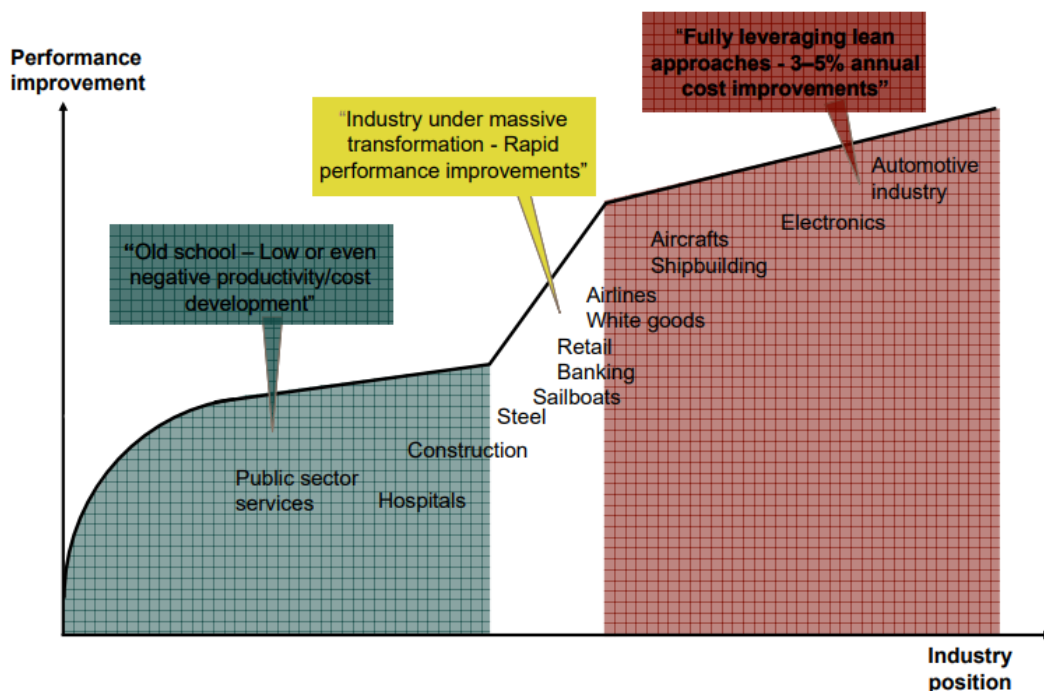 Performance
improvement
“Fully leveraging lean
approaches - 3–5% annual
cost improvements”
“Industry under massive
transformation - Rapid
performance improvements”
“Old school – Low or even
negative productivity/cost
development”
Automotive
industry
Electronics
Aircrafts
Shipbuilding
Airlines
White goods
Retail
Banking
Sailboats
Steel
Construction
Public sector
services
Hospitals
Industry
position